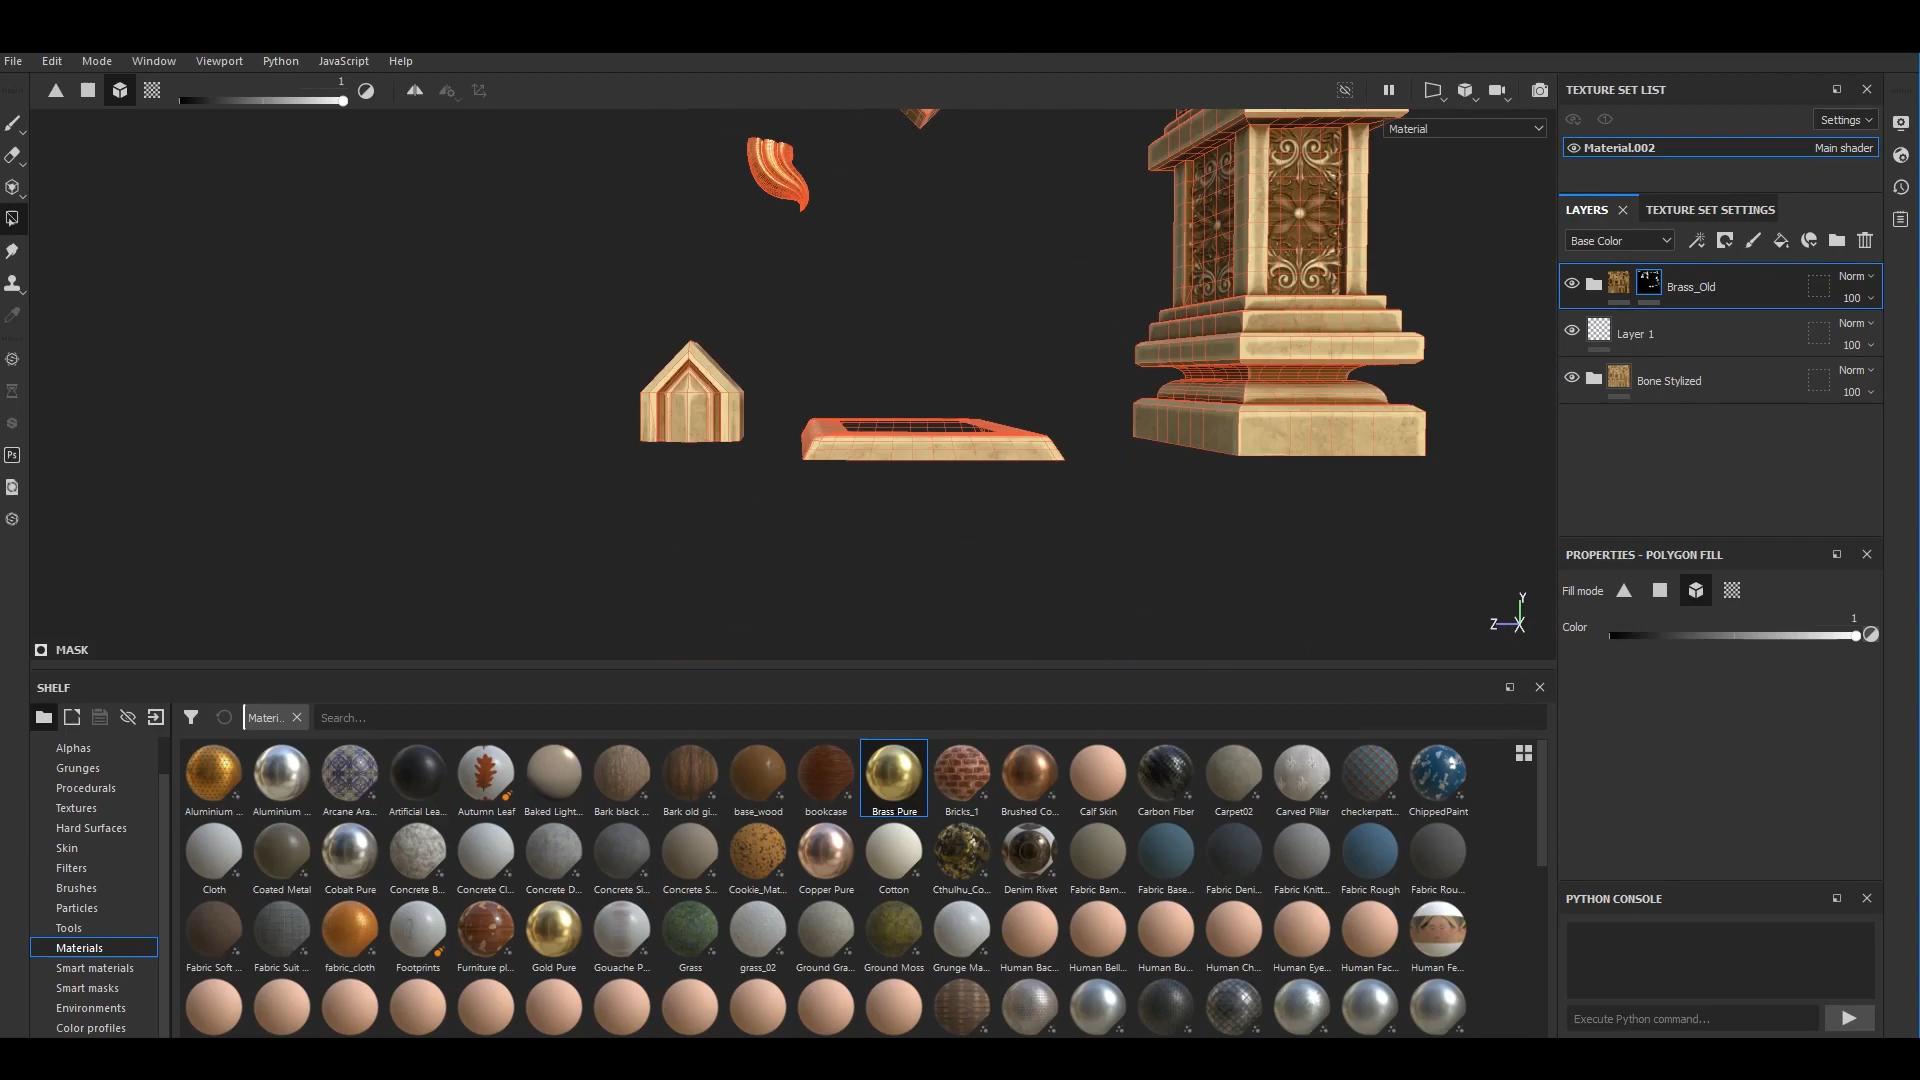 File Edit Mode Window Viewport Python JavaScript Help
1
Material
TEXTURE SET LIST
Settings
Material.002 Main shader
LAYERS TEXTURE SET SETTINGS
Base Color
Brass_Old Norm 100
Layer 1 Norm 100
Bone Stylized Norm 100
PROPERTIES - POLYGON FILL
Fill mode
Color 1
Y
Z X
Ps
MASK
SHELF
Materi.. Search...
Alphas
Grunges
Procedurals
Textures
Hard Surfaces
Skin
Filters
Brushes
Particles
Tools
Materials
Smart materials
Smart masks
Environments
Color profiles
Aluminium ... Aluminium ... Arcane Ara... Artificial Lea... Autumn Leaf Baked Light... Bark black ... Bark old gi... base_wood bookcase Brass Pure Bricks_1 Brushed Co... Calf Skin Carbon Fiber Carpet02 Carved Pillar checkerpatt... ChippedPaint
Cloth Coated Metal Cobalt Pure Concrete B... Concrete Cl... Concrete D... Concrete Si... Concrete S... Cookie_Mat... Copper Pure Cotton Cthulhu_Co... Denim Rivet Fabric Bam... Fabric Base... Fabric Deni... Fabric Knitt... Fabric Rough Fabric Rou...
Fabric Soft ... Fabric Suit ... fabric_cloth Footprints Furniture pl... Gold Pure Gouache P... Grass grass_02 Ground Gra... Ground Moss Grunge Ma... Human Bac... Human Bell... Human Bu... Human Ch... Human Eye... Human Fac... Human Fe...
PYTHON CONSOLE
Execute Python command...